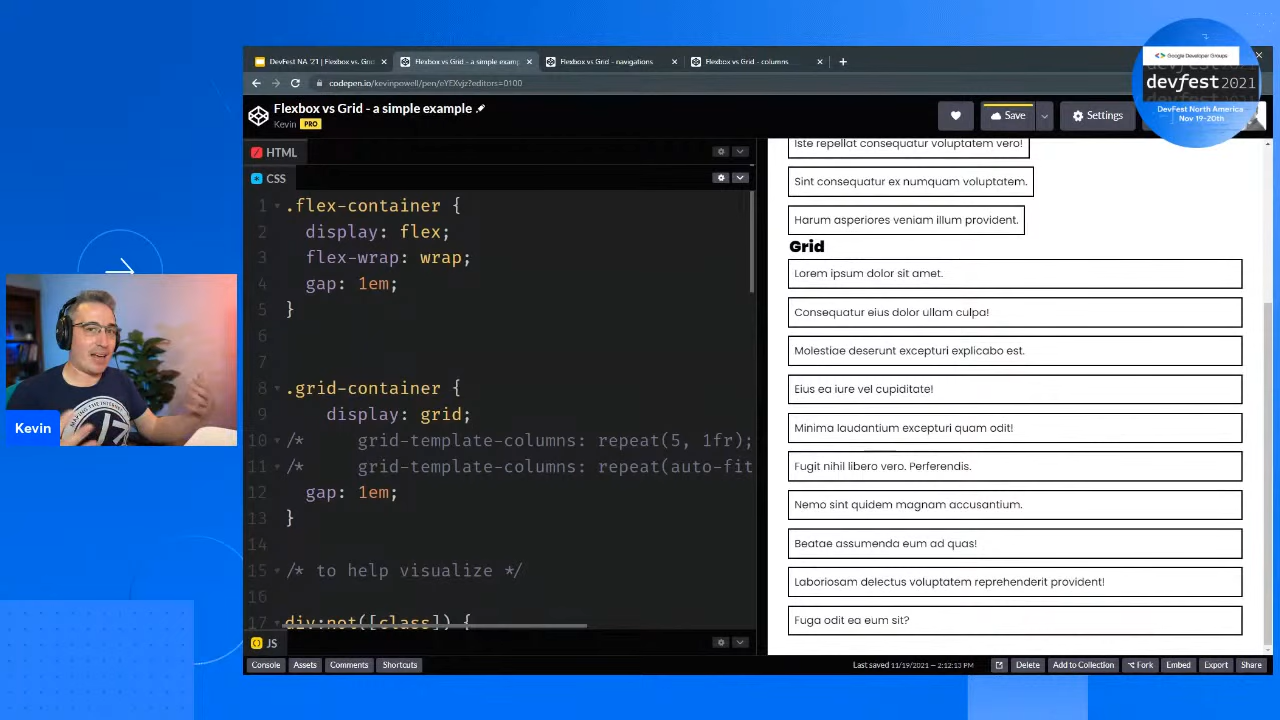 DevFest NA '21 | Flexbox vs. Grid
Flexbox vs Grid - a simple examp
Flexbox vs Grid - navigations
Flexbox vs Grid - columns
codepen.io/kevinpowell/pen/eYEXvjz?editors=0100
Google Developer Groups
devfest2021
DevFest North America
Nov 19-20th
Flexbox vs Grid - a simple example
Kevin PRO
Save
Settings
HTML
CSS
1 .flex-container {
2 display: flex;
3 flex-wrap: wrap;
4 gap: 1em;
5 }
6
7
8 .grid-container {
9 display: grid;
10 /* grid-template-columns: repeat(5, 1fr);
11 /* grid-template-columns: repeat(auto-fit
12 gap: 1em;
13 }
14
15 /* to help visualize */
16
17 div:not([class]) {
JS
Iste repellat consequatur voluptatem vero!
Sint consequatur ex numquam voluptatem.
Harum asperiores veniam illum provident.
Grid
Lorem ipsum dolor sit amet.
Consequatur eius dolor ullam culpa!
Molestiae deserunt excepturi explicabo est.
Eius ea iure vel cupiditate!
Minima laudantium excepturi quam odit!
Fugit nihil libero vero. Perferendis.
Nemo sint quidem magnam accusantium.
Beatae assumenda eum ad quas!
Laboriosam delectus voluptatem reprehenderit provident!
Fuga odit ea eum sit?
Kevin
Console Assets Comments Shortcuts
Last saved 11/19/2021 — 2:12:13 PM
Delete Add to Collection Fork Embed Export Share